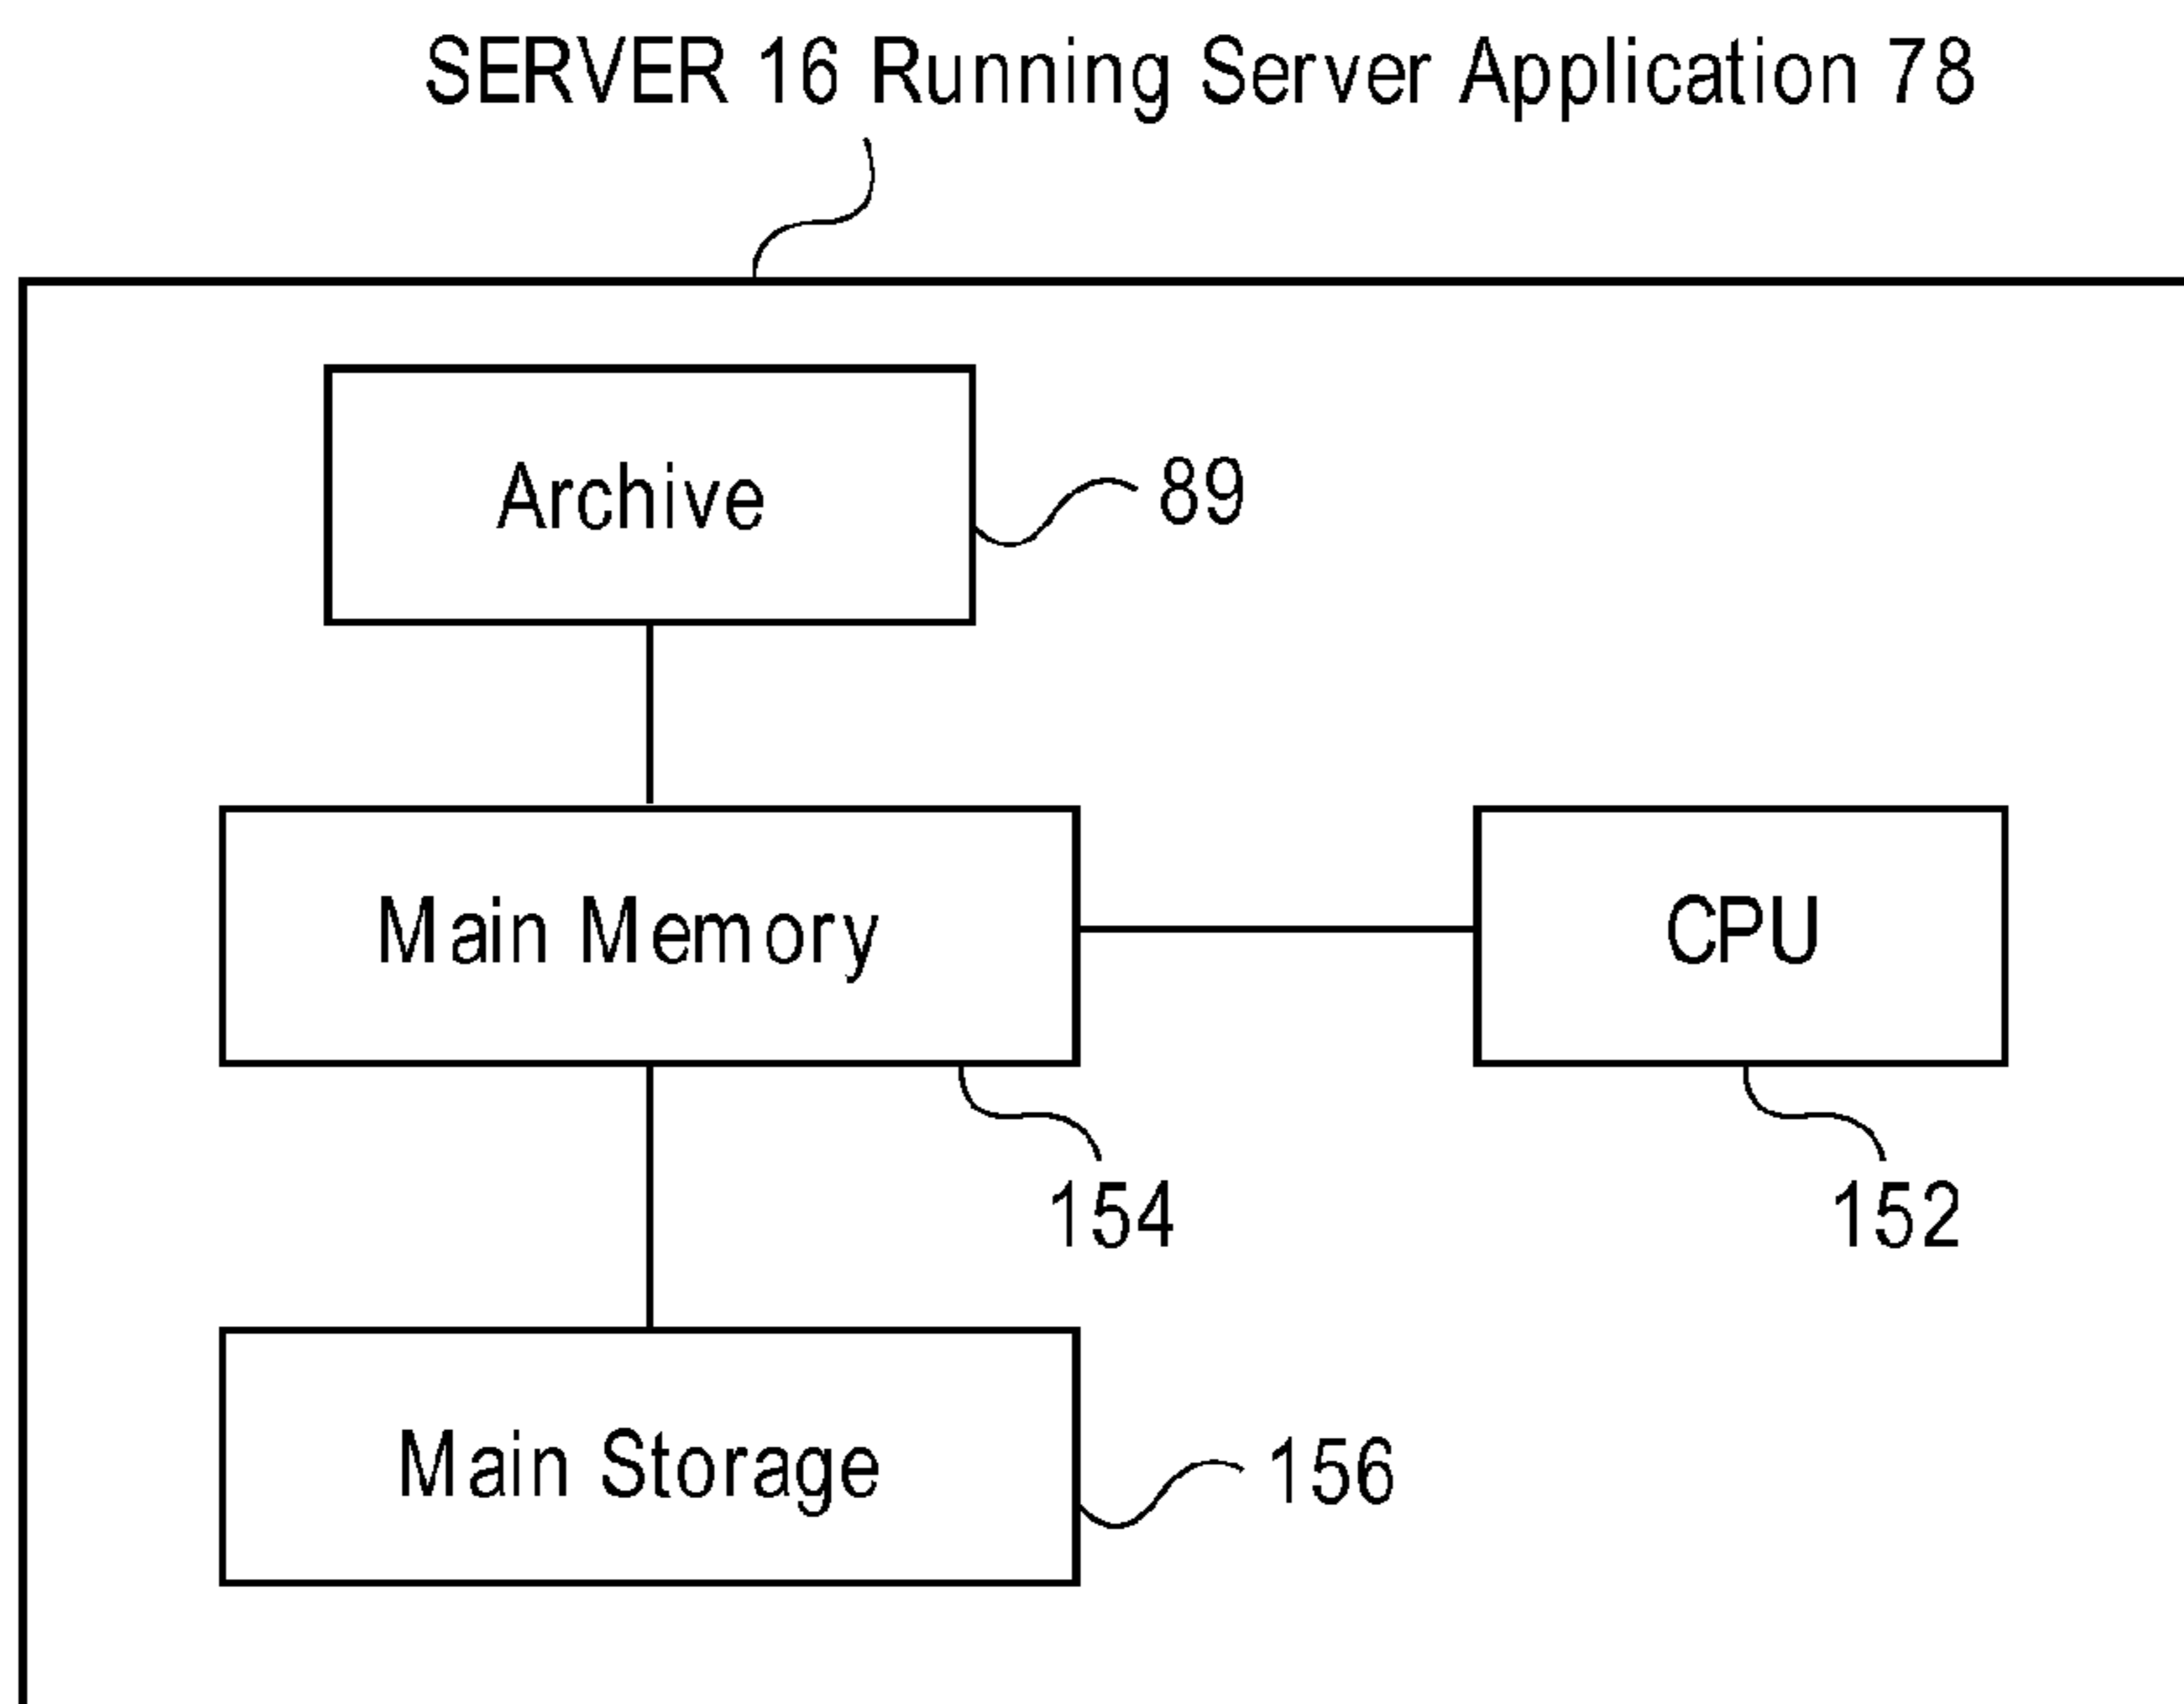 SERVER 16 Running Server Application 78
Archive
89
Main Memory
CPU
154
152
Main Storage
156